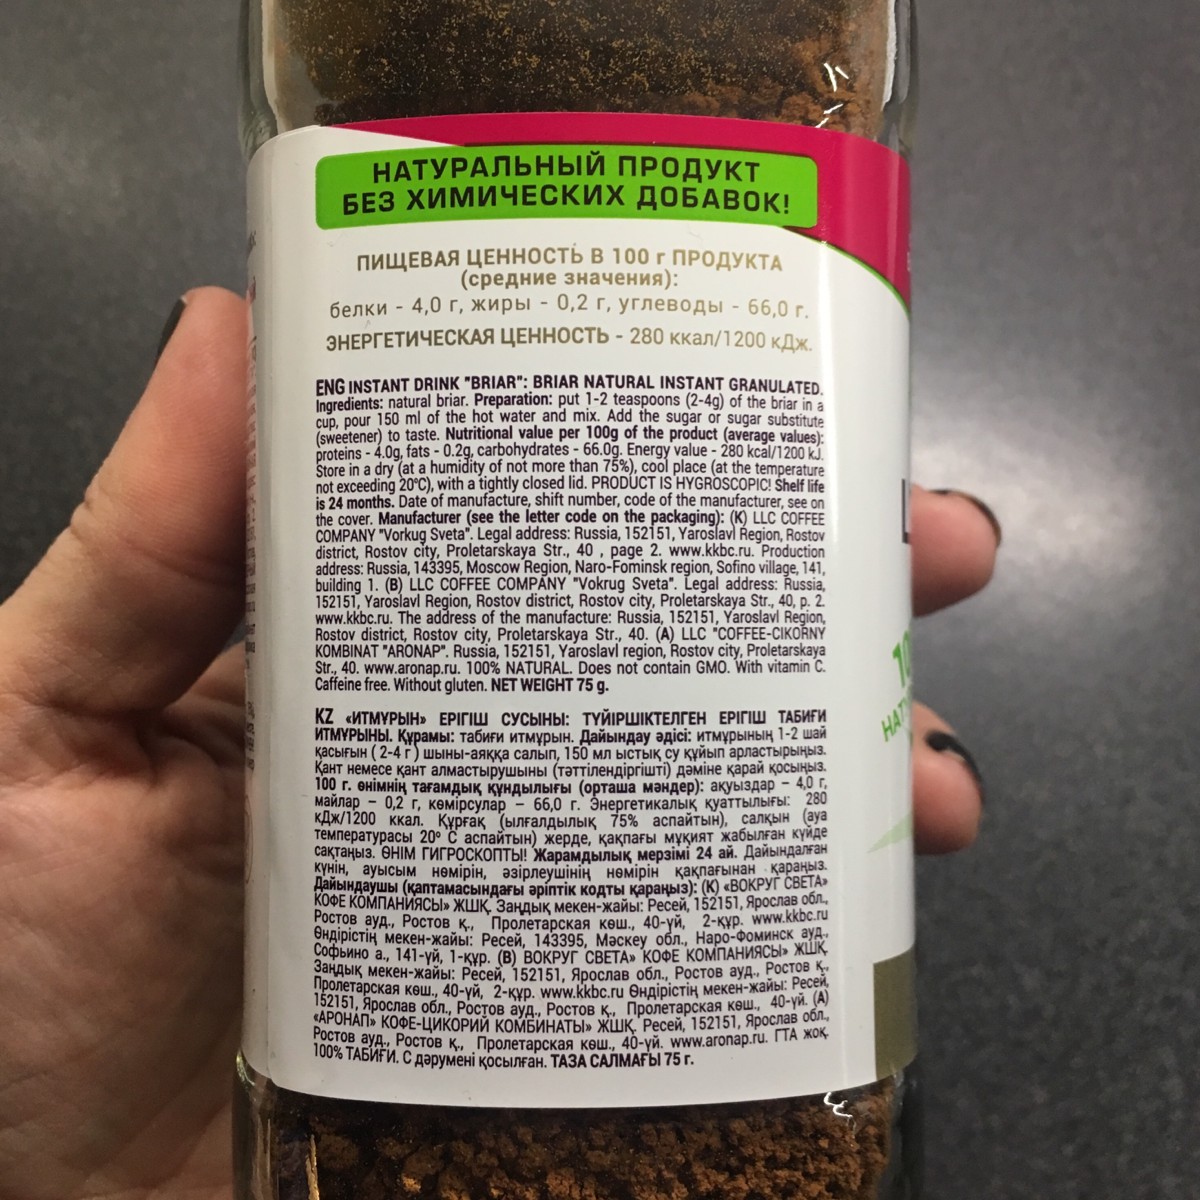 НАТУРАЛЬНЫЙ ПРОДУКТ
БЕЗ ХИМИЧЕСКИХ ДОБАВОК!
ПИЩЕВАЯ ЦЕННОСТЬ В 100 г ПРОДУКТА
(средние значения):
белки - 4,0 г, жиры - 0,2 г, углеводы - 66,0 г.
ЭНЕРГЕТИЧЕСКАЯ ЦЕННОСТЬ - 280 ккал/1200 кДж.
ENG INSTANT DRINK "BRIAR": BRIAR NATURAL INSTANT GRANULATED.
Ingredients: natural briar. Preparation: put 1-2 teaspoons (2-4g) of the briar in a
cup, pour 150 ml of the hot water and mix. Add the sugar or sugar substitute
(sweetener) to taste. Nutritional value per 100g of the product (average values):
proteins - 4.0g, fats - 0.2g, carbohydrates - 66.0g. Energy value - 280 kcal/1200 kJ.
Store in a dry (at a humidity of not more than 75%), cool place (at the temperature
not exceeding 20°C), with a tightly closed lid. PRODUCT IS HYGROSCOPIC! Shelf life
is 24 months. Date of manufacture, shift number, code of the manufacturer, see on
the cover. Manufacturer (see the letter code on the packaging): (K) LLC COFFEE
COMPANY "Vorkug Sveta". Legal address: Russia, 152151, Yaroslavl Region, Rostov
district, Rostov city, Proletarskaya Str., 40 , page 2. www.kkbc.ru. Production
address: Russia, 143395, Moscow Region, Naro-Fominsk region, Sofino village, 141,
building 1. (B) LLC COFFEE COMPANY "Vokrug Sveta". Legal address: Russia,
152151, Yaroslavl Region, Rostov district, Rostov city, Proletarskaya Str., 40, p. 2.
www.kkbc.ru. The address of the manufacture: Russia, 152151, Yaroslavl Region,
Rostov district, Rostov city, Proletarskaya Str., 40. (A) LLC "COFFEE-CIKORNY
KOMBINAT "ARONAP". Russia, 152151, Yaroslavl region, Rostov city, Proletarskaya
Str., 40. www.aronap.ru. 100% NATURAL. Does not contain GMO. With vitamin C.
Caffeine free. Without gluten. NET WEIGHT 75 g.
KZ «ИТМҰРЫН» ЕРІГІШ СУСЫНЫ: ТҮЙІРШІКТЕЛГЕН ЕРІГІШ ТАБИҒИ
ИТМҰРЫНЫ. Құрамы: табиғи итмұрын. Дайындау әдісі: итмұрының 1-2 шай
қасығын ( 2-4 г ) шыны-аяққа салып, 150 мл ыстық су құйып арластырыңыз.
Қант немесе қант алмастырушыны (тәттілендіргішті) дәміне қарай қосыңыз.
100 г. өнімнің тағамдық құндылығы (орташа мәндер): ақуыздар – 4,0 г,
майлар – 0,2 г, көмірсулар – 66,0 г. Энергетикалық қуаттылығы: 280
кДж/1200 ккал. Құрғақ (ылғалдылық 75% аспайтын), салқын (ауа
температурасы 20° С аспайтын) жерде, қақпағы мұқият жабылған күйде
сақтаңыз. ӨНІМ ГИГРОСКОПТЫ! Жарамдылық мерзімі 24 ай. Дайындалған
күнін, ауысым нөмірін, әзірлеушінің нөмірін қақпағынан қараңыз.
Дайындаушы (қаптамасындағы әріптік кодты қараңыз): (К) «ВОКРУГ СВЕТА»
КОФЕ КОМПАНИЯСЫ» ЖШҚ. Заңдық мекен-жайы: Ресей, 152151, Ярослав обл.,
Ростов ауд., Ростов қ., Пролетарская көш., 40-үй, 2-құр. www.kkbc.ru
Өндірістің мекен-жайы: Ресей, 143395, Мәскеу обл., Наро-Фоминск ауд.,
Софьино а., 141-үй, 1-құр. (В) ВОКРУГ СВЕТА» КОФЕ КОМПАНИЯСЫ» ЖШҚ.
Заңдық мекен-жайы: Ресей, 152151, Ярослав обл., Ростов ауд., Ростов қ.,
Пролетарская көш., 40-үй, 2-құр. www.kkbc.ru Өндірістің мекен-жайы: Ресей,
152151, Ярослав обл., Ростов ауд., Ростов қ., Пролетарская көш., 40-үй. (А)
«АРОНАП» КОФЕ-ЦИКОРИЙ КОМБИНАТЫ» ЖШҚ. Ресей, 152151, Ярослав обл.,
Ростов ауд., Ростов қ., Пролетарская көш., 40-үй. www.aronap.ru. ГТА жоқ.
100% ТАБИҒИ. С дәрумені қосылған. ТАЗА САЛМАҒЫ 75 г.